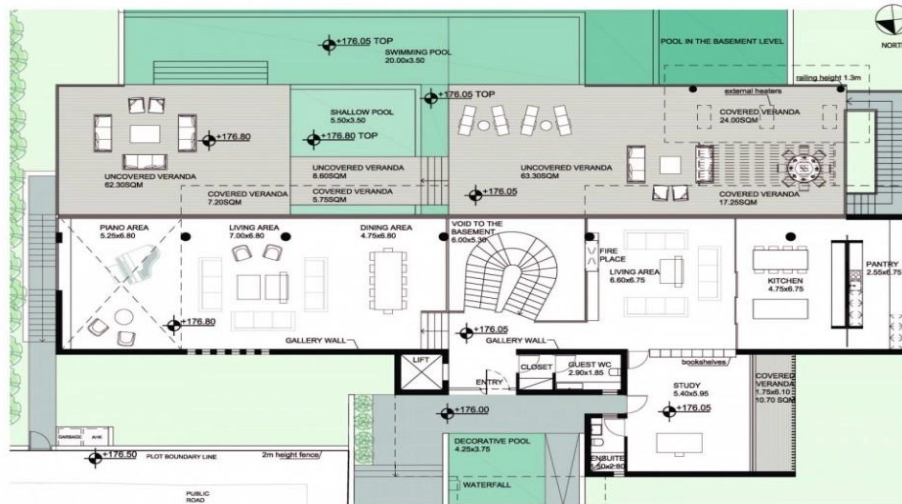 +176.05 TOP
SWIMMING POOL
20.00x3.50
POOL IN THE BASEMENT LEVEL
NORTH
railing height 1.3m
external heaters
+176.05 TOP
SHALLOW POOL
5.50x3.50
+176.80
+176.80 TOP
COVERED VERANDA
24.00SQM
UNCOVERED VERANDA
62.30SQM
UNCOVERED VERANDA
8.60SQM
UNCOVERED VERANDA
63.30SQM
COVERED VERANDA
7.20SQM
COVERED VERANDA
5.75SQM
+176.05
COVERED VERANDA
17.25SQM
PIANO AREA
5.25x6.80
LIVING AREA
7.00x6.80
DINING AREA
4.75x6.80
VOID TO THE
BASEMENT
6.00x5.30
FIRE
PLACE
LIVING AREA
6.60x6.75
KITCHEN
4.75x6.75
PANTRY
2.55x6.75
+176.80
+176.05
GALLERY WALL
GALLERY WALL
LIFT
ENTRY
CLOSET
GUEST WC
2.90x1.85
bookshelves
STUDY
5.40x5.95
+176.05
COVERED
VERANDA
1.75x6.10
10.70 SQM
+176.00
GARBAGE
DECORATIVE POOL
4.25x3.75
ENSUITE
WATERFALL
+176.50
PLOT BOUNDARY LINE
2m height fence
PUBLIC
ROAD